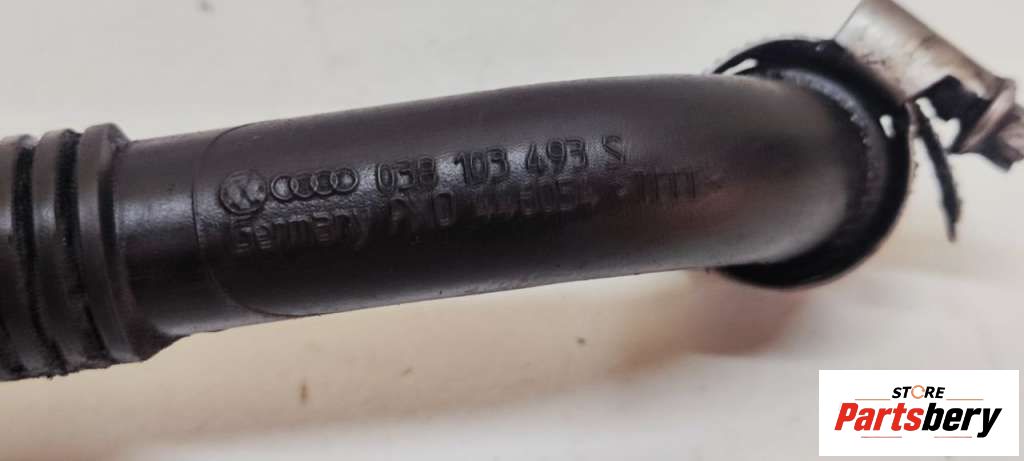 038 103 493 S
Germany
STORE
Partsbery